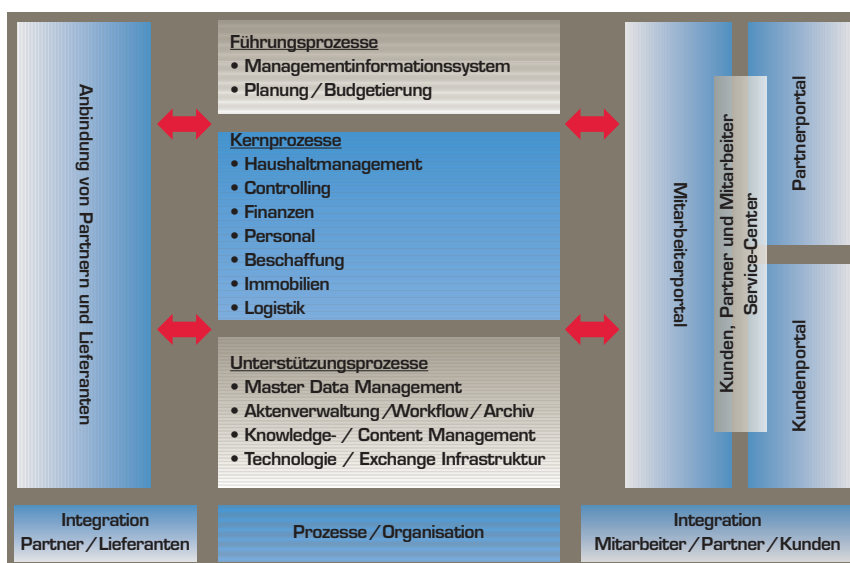 Anbindung von Partnern und Lieferanten
Führungsprozesse
• Managementinformationssystem
• Planung/Budgetierung
Kernprozesse
• Haushaltmanagement
• Controlling
• Finanzen
• Personal
• Beschaffung
• Immobilien
• Logistik
Unterstützungsprozesse
• Master Data Management
• Aktenverwaltung/Workflow/Archiv
• Knowledge- / Content Management
• Technologie / Exchange Infrastruktur
Mitarbeiterportal
Kunden, Partner und Mitarbeiter
Service-Center
Partnerportal
Kundenportal
Integration
Partner/Lieferanten
Prozesse/Organisation
Integration
Mitarbeiter/Partner/Kunden